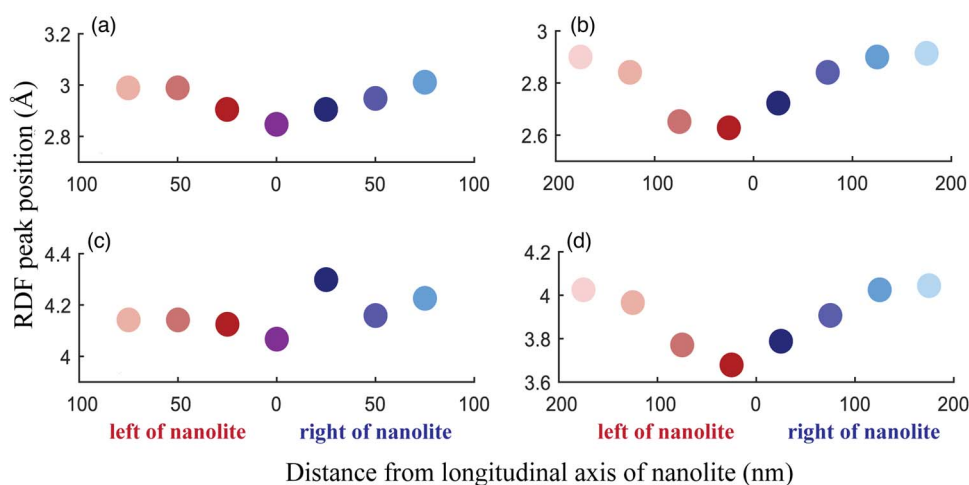 RDF peak position (Å)
(a)
3.2
3
2.8
100 50 0 50 100
(b)
3
2.8
2.6
200 100 0 100 200
(c)
4.4
4.2
4
100 50 0 50 100
left of nanolite right of nanolite
(d)
4.2
4
3.8
3.6
200 100 0 100 200
left of nanolite right of nanolite
Distance from longitudinal axis of nanolite (nm)